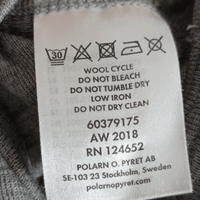 30
WOOL CYCLE
DO NOT BLEACH
DO NOT TUMBLE DRY
LOW IRON
DO NOT DRY CLEAN
60379175
AW 2018
RN 124652
POLARN O. PYRET AB
SE-103 23 Stockholm, Sweden
polarnopyret.com